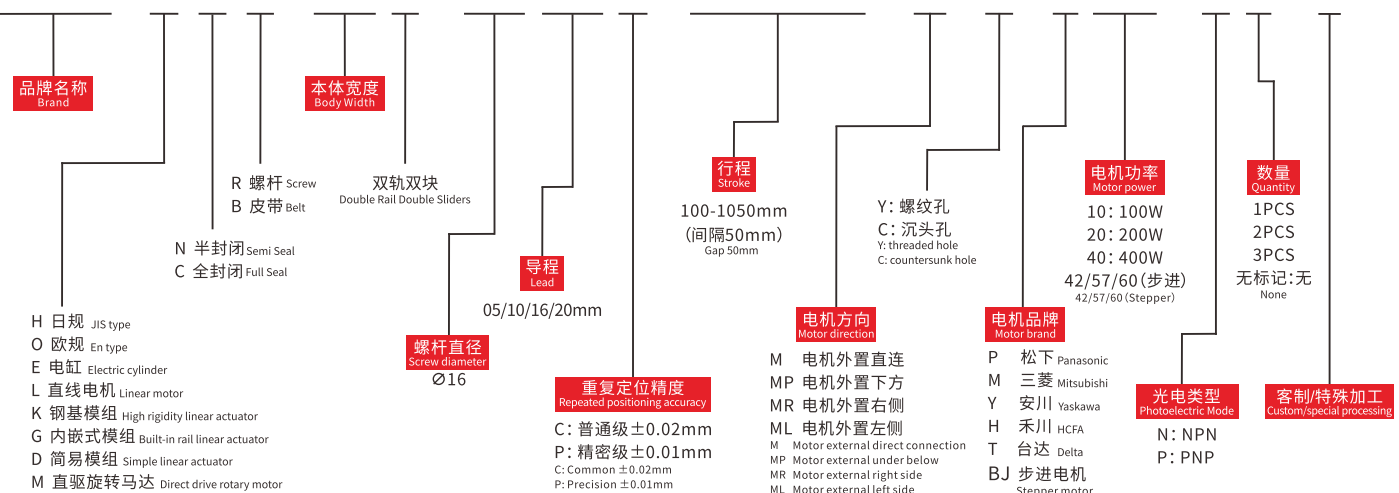 品牌名称
Brand
H 日规 JIS type
O 欧规 En type
E 电缸 Electric cylinder
L 直线电机 Linear motor
K 钢基模组 High rigidity linear actuator
G 内嵌式模组 Built-in rail linear actuator
D 简易模组 Simple linear actuator
M 直驱旋转马达 Direct drive rotary motor
N 半封闭 Semi Seal
C 全封闭 Full Seal
R 螺杆 Screw
B 皮带 Belt
本体宽度
Body Width
双轨双块
Double Rail Double Sliders
螺杆直径
Screw diameter
∅16
导程
Lead
05/10/16/20mm
重复定位精度
Repeated positioning accuracy
C：普通级±0.02mm
P：精密级±0.01mm
C: Common ±0.02mm
P: Precision ±0.01mm
行程
Stroke
100-1050mm
（间隔50mm）
Gap 50mm
电机方向
Motor direction
M 电机外置直连
MP 电机外置下方
MR 电机外置右侧
ML 电机外置左侧
M Motor external direct connection
MP Motor external under below
MR Motor external right side
ML Motor external left side
Y：螺纹孔
C：沉头孔
Y: threaded hole
C: countersunk hole
电机品牌
Motor brand
P 松下 Panasonic
M 三菱 Mitsubishi
Y 安川 Yaskawa
H 禾川 HCFA
T 台达 Delta
BJ 步进电机
Stepper motor
电机功率
Motor power
10：100W
20：200W
40：400W
42/57/60（步进）
42/57/60（Stepper）
光电类型
Photoelectric Mode
N：NPN
P：PNP
数量
Quantity
1PCS
2PCS
3PCS
无标记：无
None
客制/特殊加工
Custom/special processing